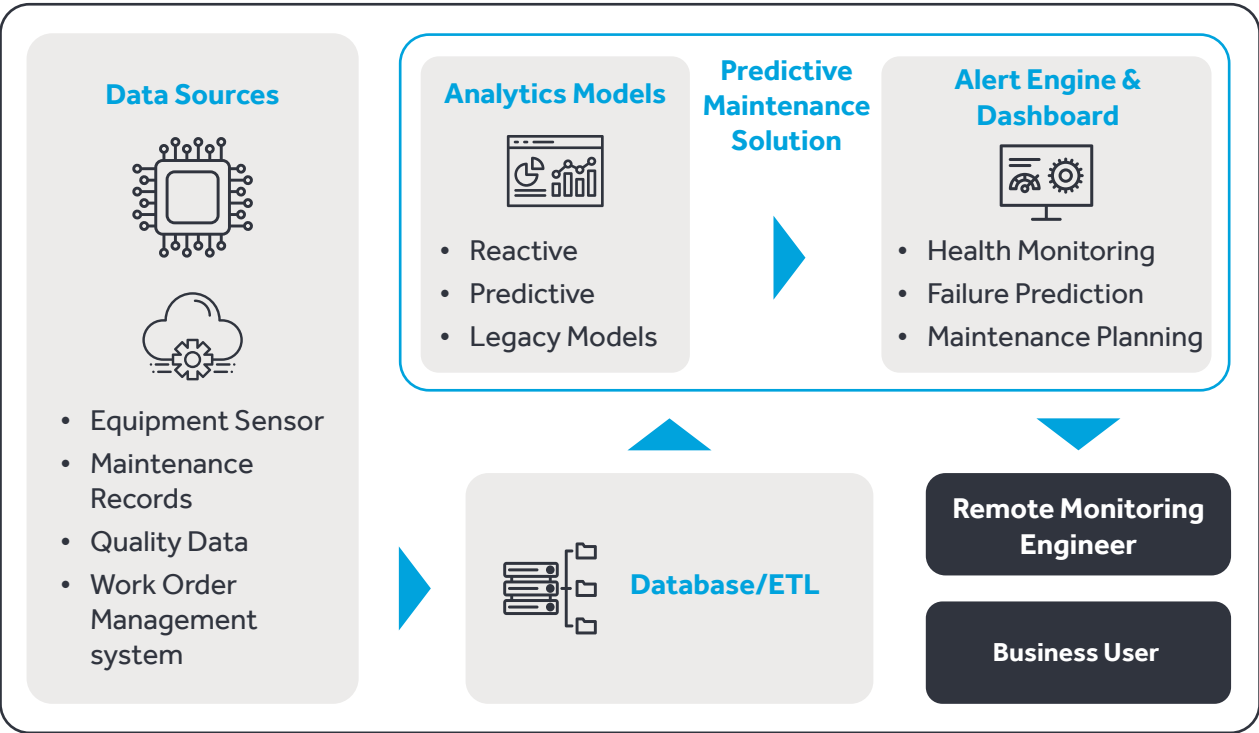 Data Sources
• Equipment Sensor
• Maintenance
Records
• Quality Data
• Work Order
Management
system
Analytics Models
• Reactive
• Predictive
• Legacy Models
Predictive
Maintenance
Solution
Alert Engine &
Dashboard
• Health Monitoring
• Failure Prediction
• Maintenance Planning
Database/ETL
Remote Monitoring
Engineer
Business User